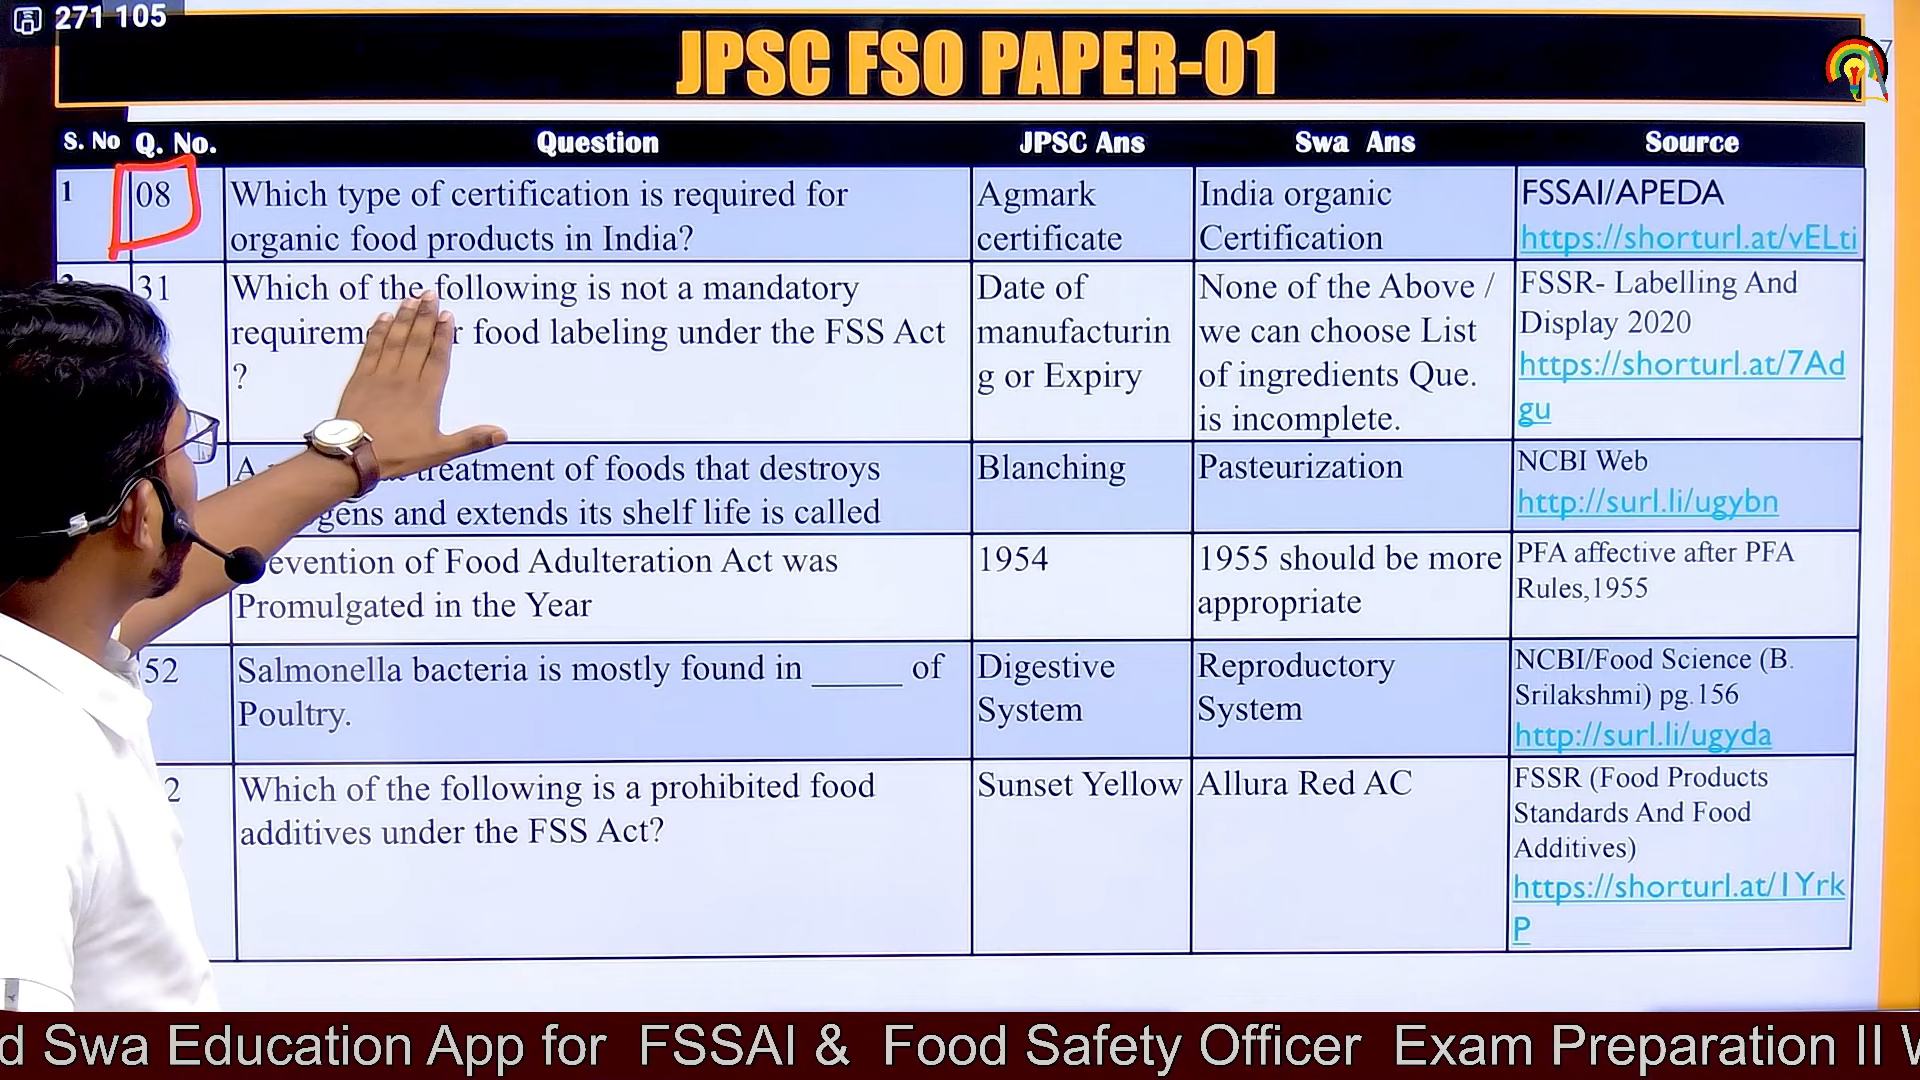 271 105
JPSC FSO PAPER-01
7
S. No Q. No. Question JPSC Ans Swa Ans Source
1 08 Which type of certification is required for
organic food products in India?
Agmark
certificate
India organic
Certification
FSSAI/APEDA
https://shorturl.at/vELti
31 Which of the following is not a mandatory
food labeling under the FSS Act
?
Date of
manufacturin
g or Expiry
None of the Above /
we can choose List
of ingredients Que.
is incomplete.
FSSR- Labelling And
Display 2020
https://shorturl.at/7Ad
gu
treatment of foods that destroys
and extends its shelf life is called
Blanching
Pasteurization
NCBI Web
http://surl.li/ugybn
of Food Adulteration Act was
Promulgated in the Year
1954
1955 should be more
appropriate
PFA affective after PFA
Rules,1955
52 Salmonella bacteria is mostly found in _____ of
Poultry.
Digestive
System
Reproductory
System
NCBI/Food Science (B.
Srilakshmi) pg.156
http://surl.li/ugyda
2 Which of the following is a prohibited food
additives under the FSS Act?
Sunset Yellow
Allura Red AC
FSSR (Food Products
Standards And Food
Additives)
https://shorturl.at/1Yrk
P
d Swa Education App for FSSAI & Food Safety Officer Exam Preparation II W